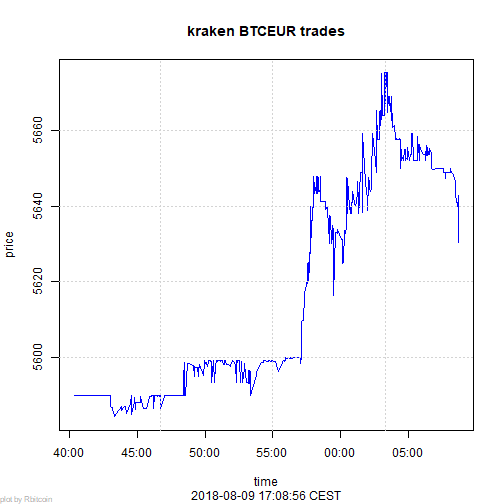 kraken BTCEUR trades
price
5660
5640
5620
5600
40:00 45:00 50:00 55:00 00:00 05:00
time
2018-08-09 17:08:56 CEST
plot by Rbitcoin